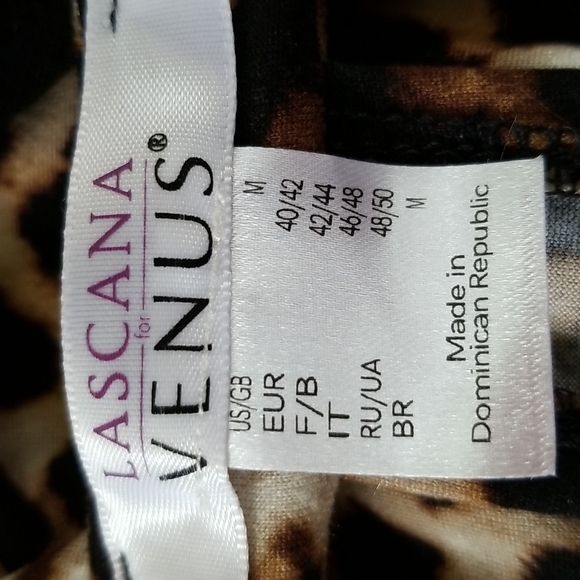 LASCANA
for
VENUS®
US/GB M
EUR 40/42
F/B 42/44
IT 46/48
RU/UA 48/50
BR M
Made in
Dominican Republic